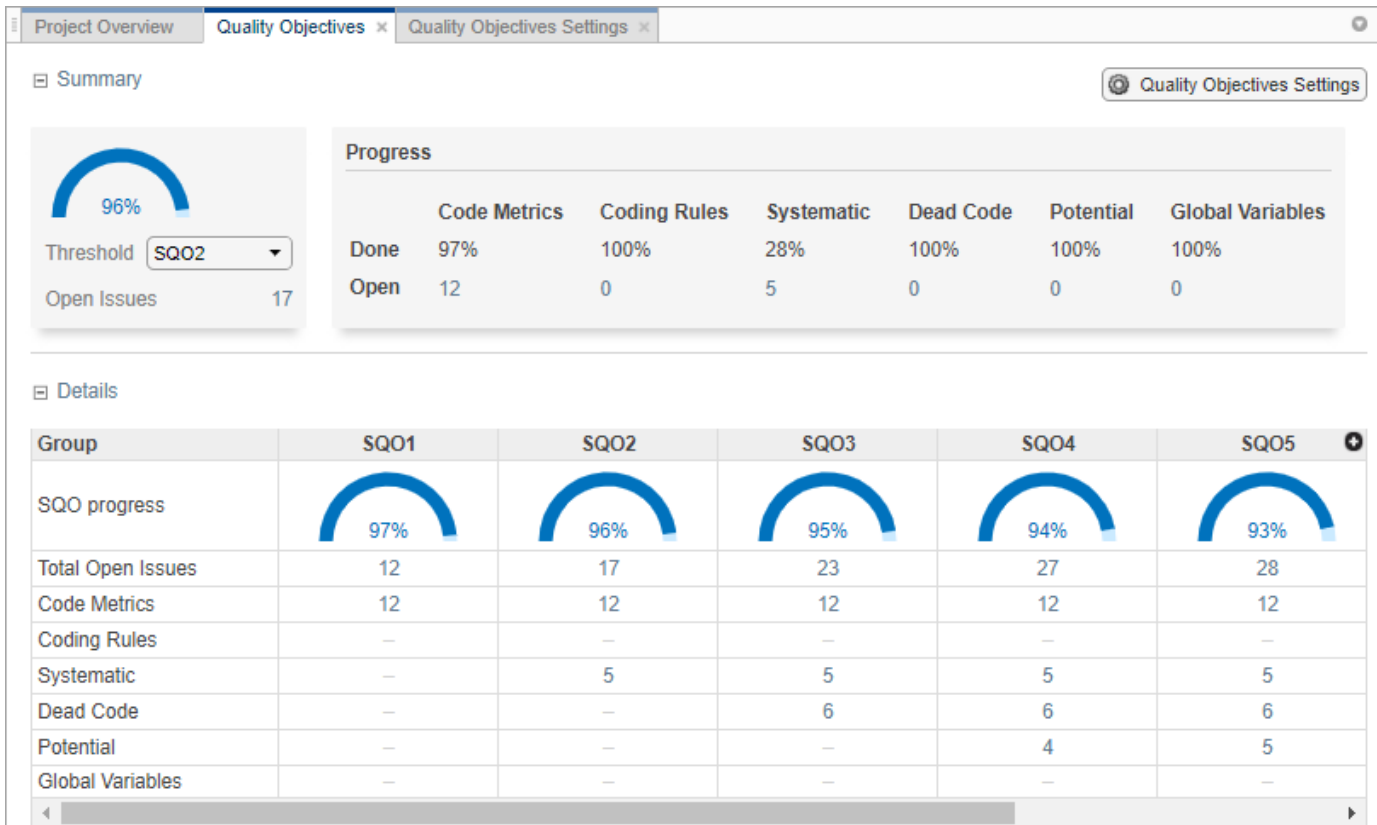 Project Overview Quality Objectives × Quality Objectives Settings ×
Summary Quality Objectives Settings
96%
Threshold SQO2
Open Issues 17
Progress
Code Metrics Coding Rules Systematic Dead Code Potential Global Variables
Done 97% 100% 28% 100% 100% 100%
Open 12 0 5 0 0 0
Details
Group SQO1 SQO2 SQO3 SQO4 SQO5
SQO progress 97% 96% 95% 94% 93%
Total Open Issues 12 17 23 27 28
Code Metrics 12 12 12 12 12
Coding Rules – – – – –
Systematic – 5 5 5 5
Dead Code – – 6 6 6
Potential – – – 4 5
Global Variables – – – – –